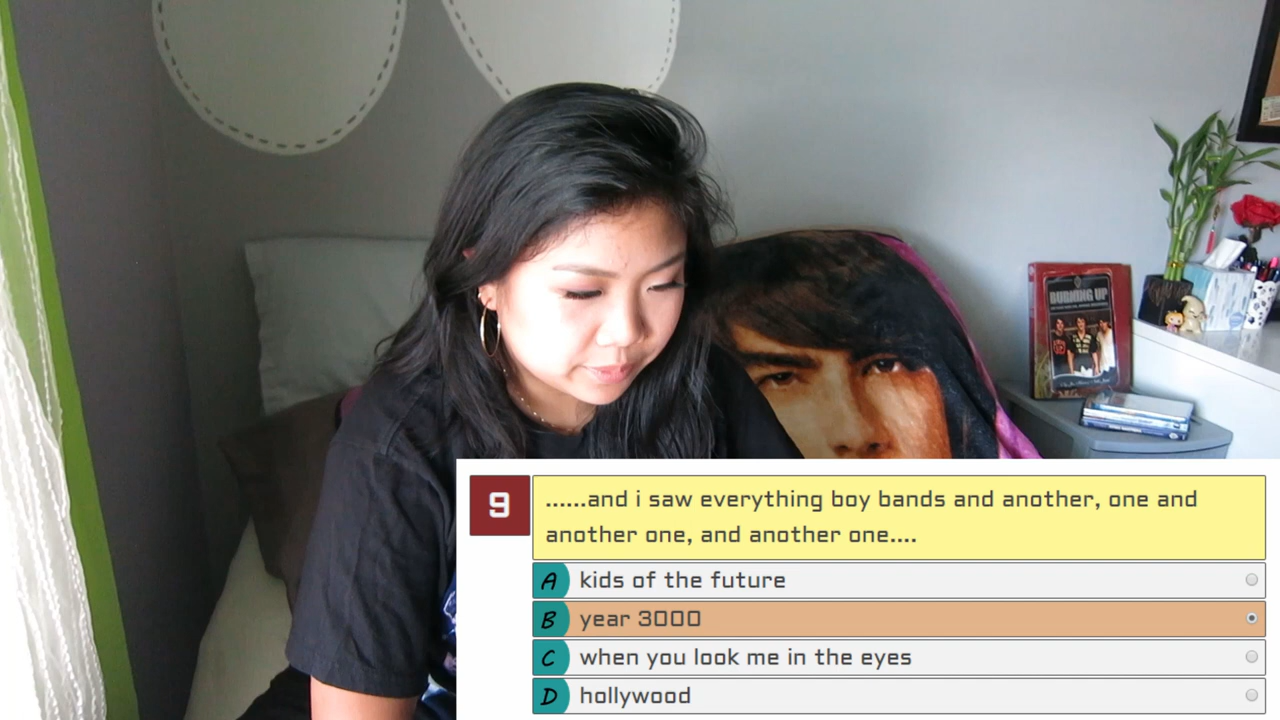 BURNING UP
9
......and i saw everything boy bands and another, one and
another one, and another one....
A kids of the future
B year 3000
C when you look me in the eyes
D hollywood